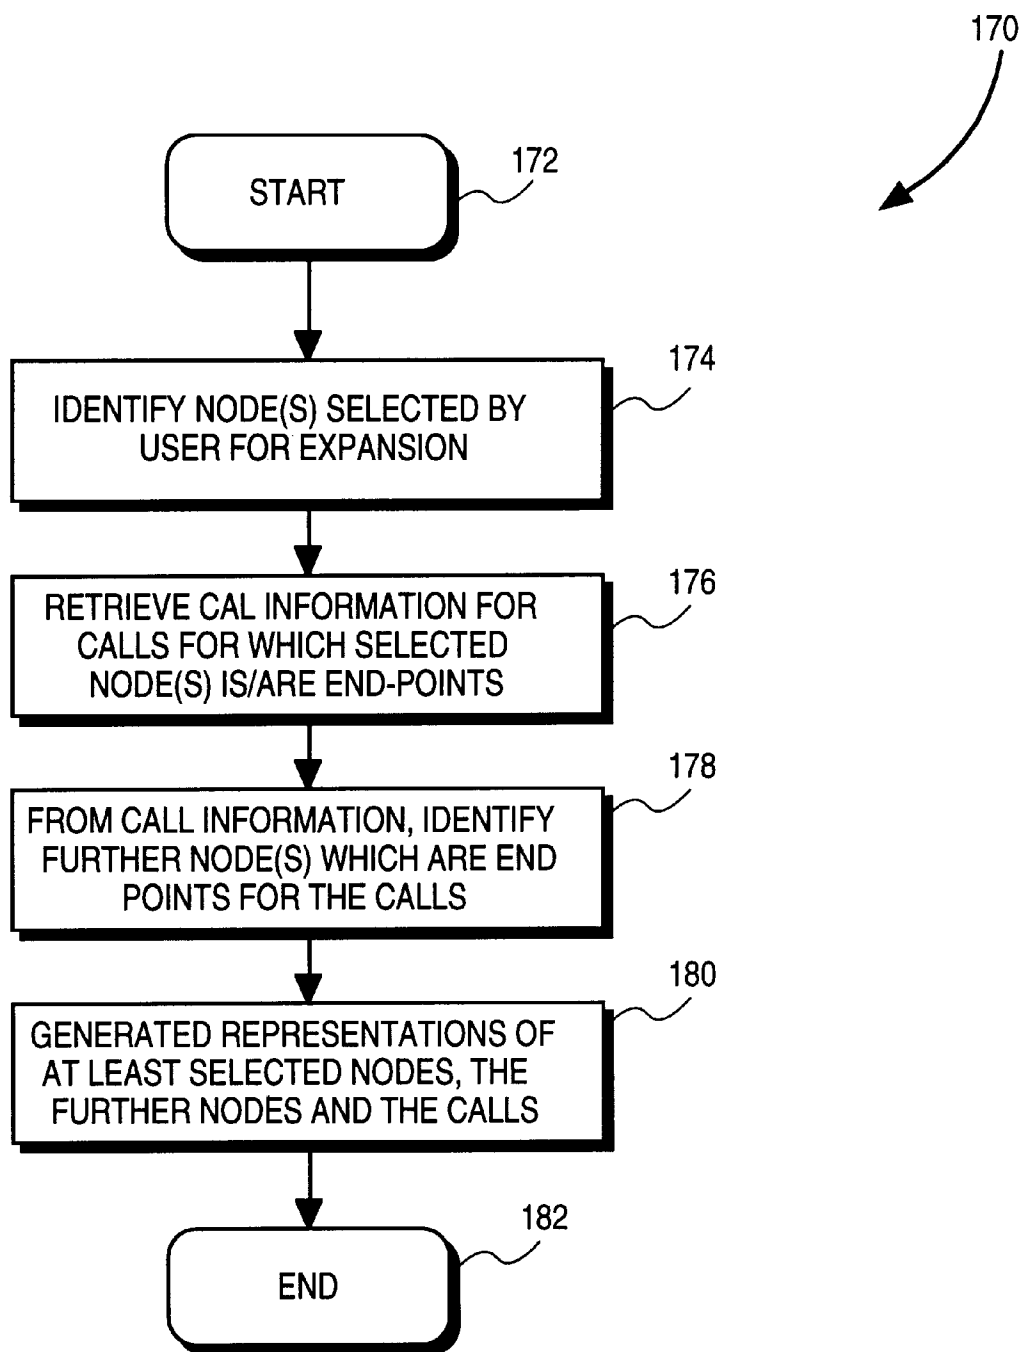 170
START
172
174
IDENTIFY NODE(S) SELECTED BY
USER FOR EXPANSION
176
RETRIEVE CAL INFORMATION FOR
CALLS FOR WHICH SELECTED
NODE(S) IS/ARE END-POINTS
178
FROM CALL INFORMATION, IDENTIFY
FURTHER NODE(S) WHICH ARE END
POINTS FOR THE CALLS
180
GENERATED REPRESENTATIONS OF
AT LEAST SELECTED NODES, THE
FURTHER NODES AND THE CALLS
182
END